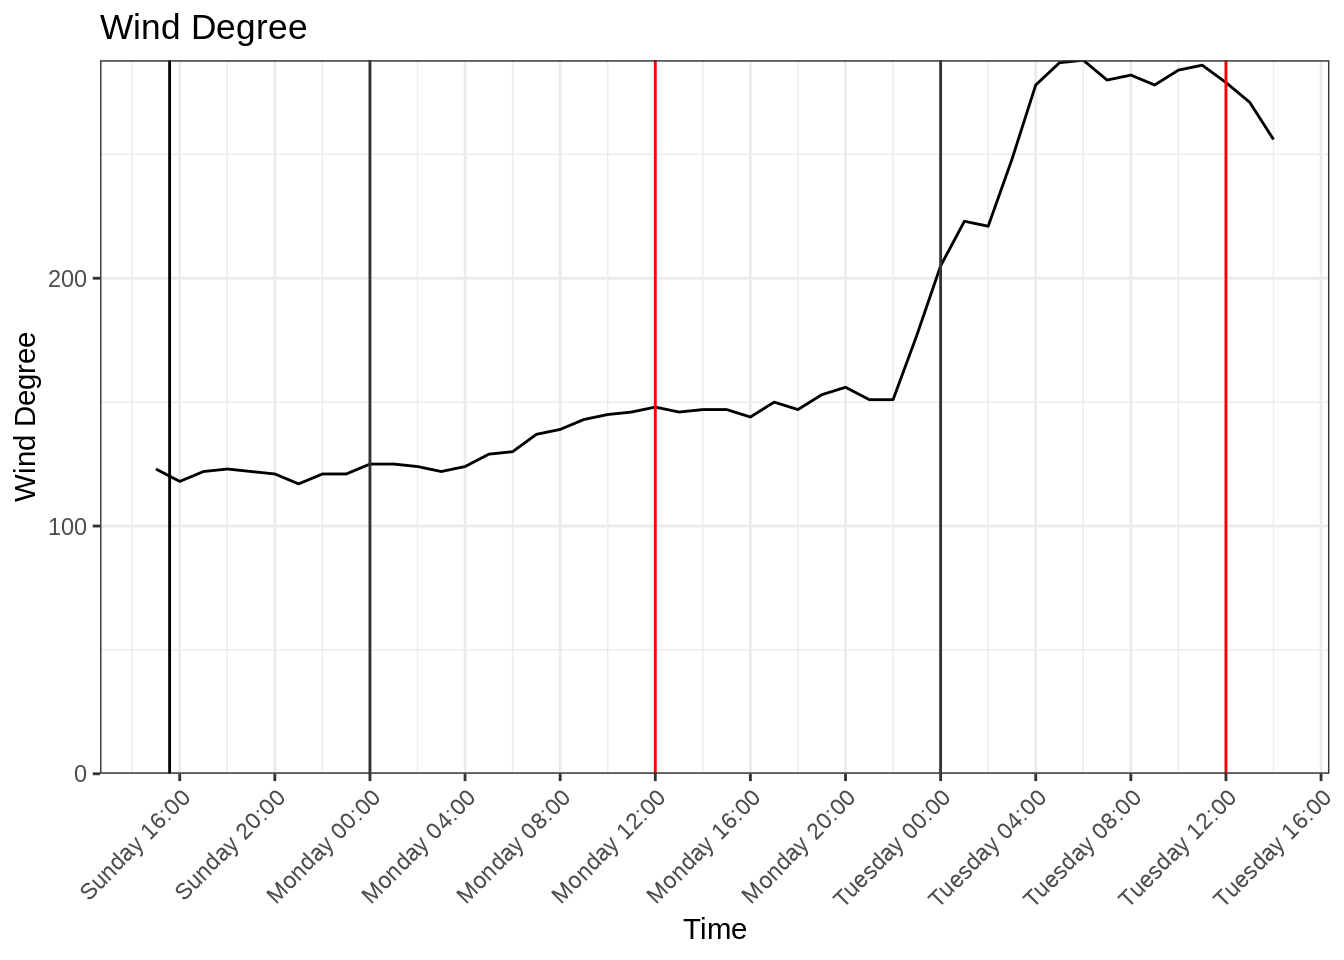 Wind Degree
Wind Degree
200
100
0
Sunday 16:00
Sunday 20:00
Monday 00:00
Monday 04:00
Monday 08:00
Monday 12:00
Monday 16:00
Monday 20:00
Tuesday 00:00
Tuesday 04:00
Tuesday 08:00
Tuesday 12:00
Tuesday 16:00
Time